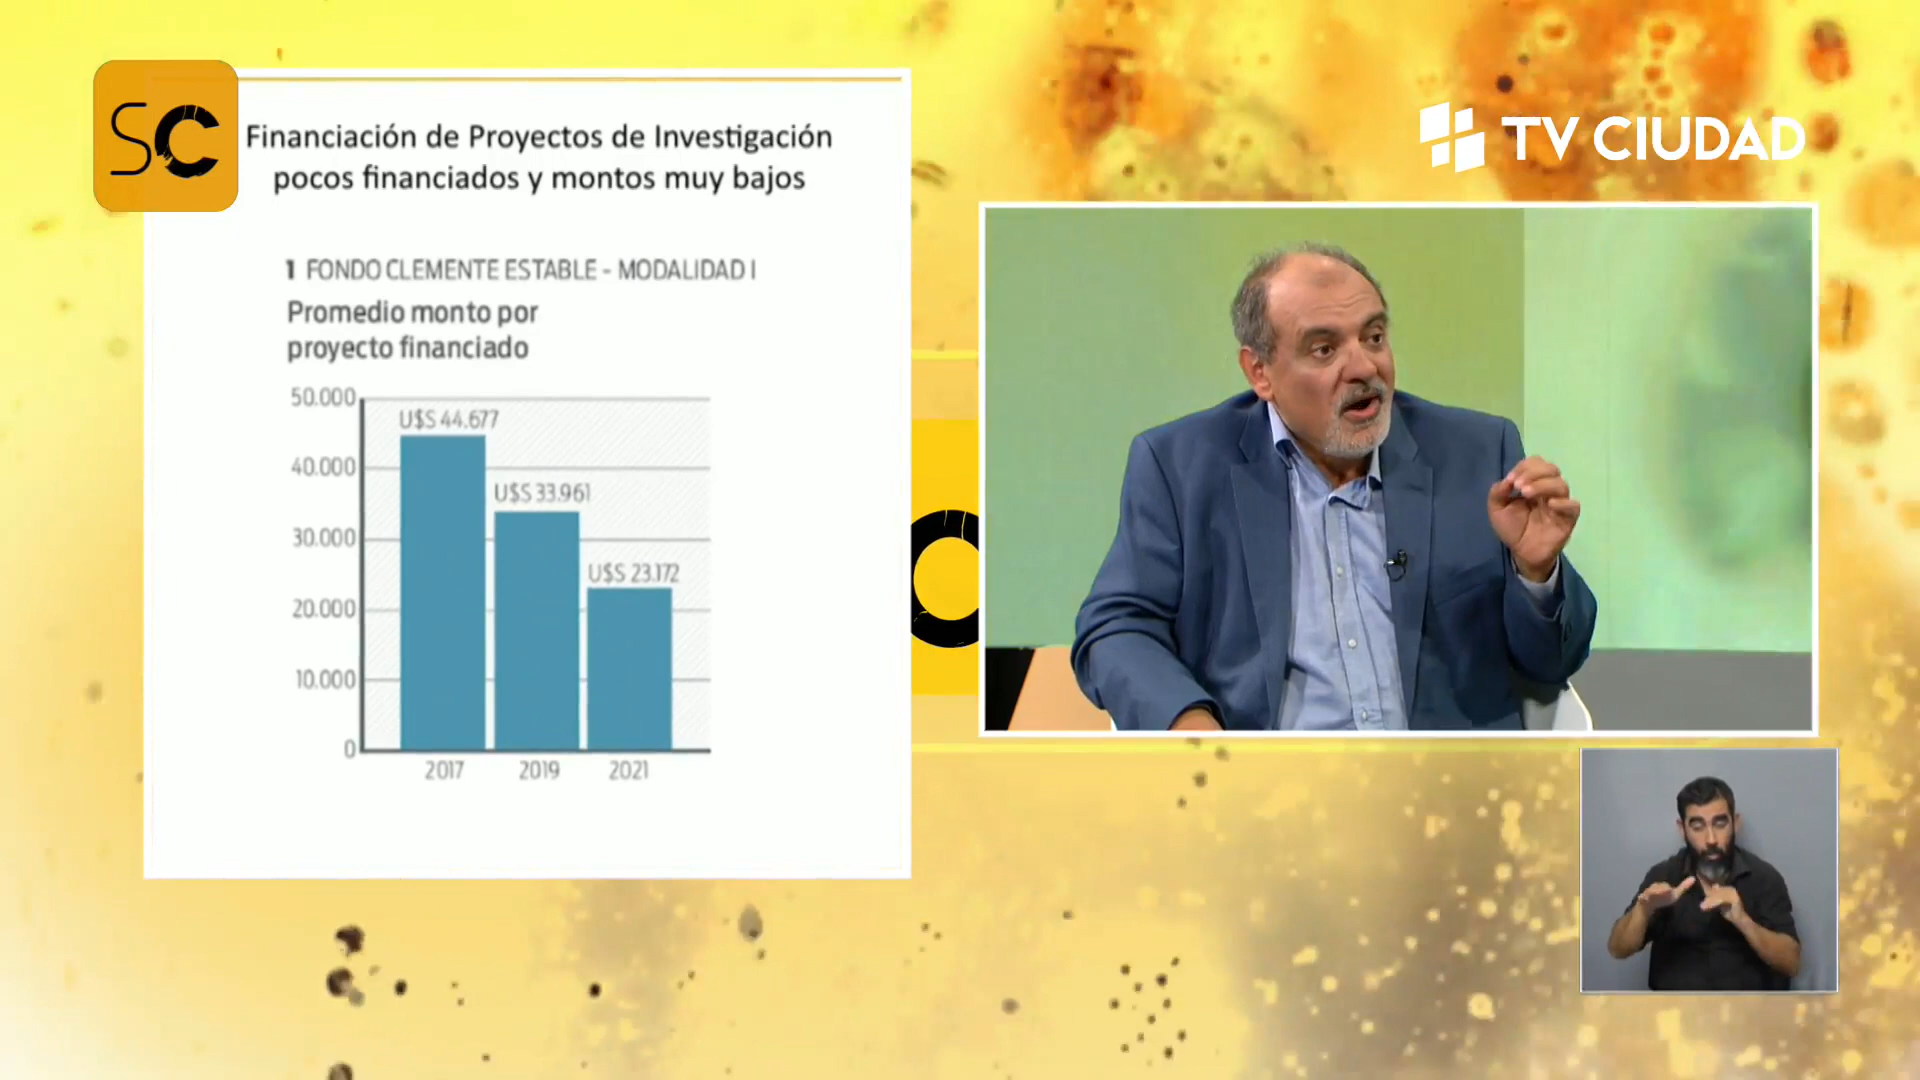 SC
Financiación de Proyectos de Investigación
pocos financiados y montos muy bajos
1 FONDO CLEMENTE ESTABLE - MODALIDAD I
Promedio monto por
proyecto financiado
50.000
U$S 44.677
40.000
U$S 33.961
30.000
U$S 23.172
20.000
10.000
0
2017 2019 2021
TV CIUDAD